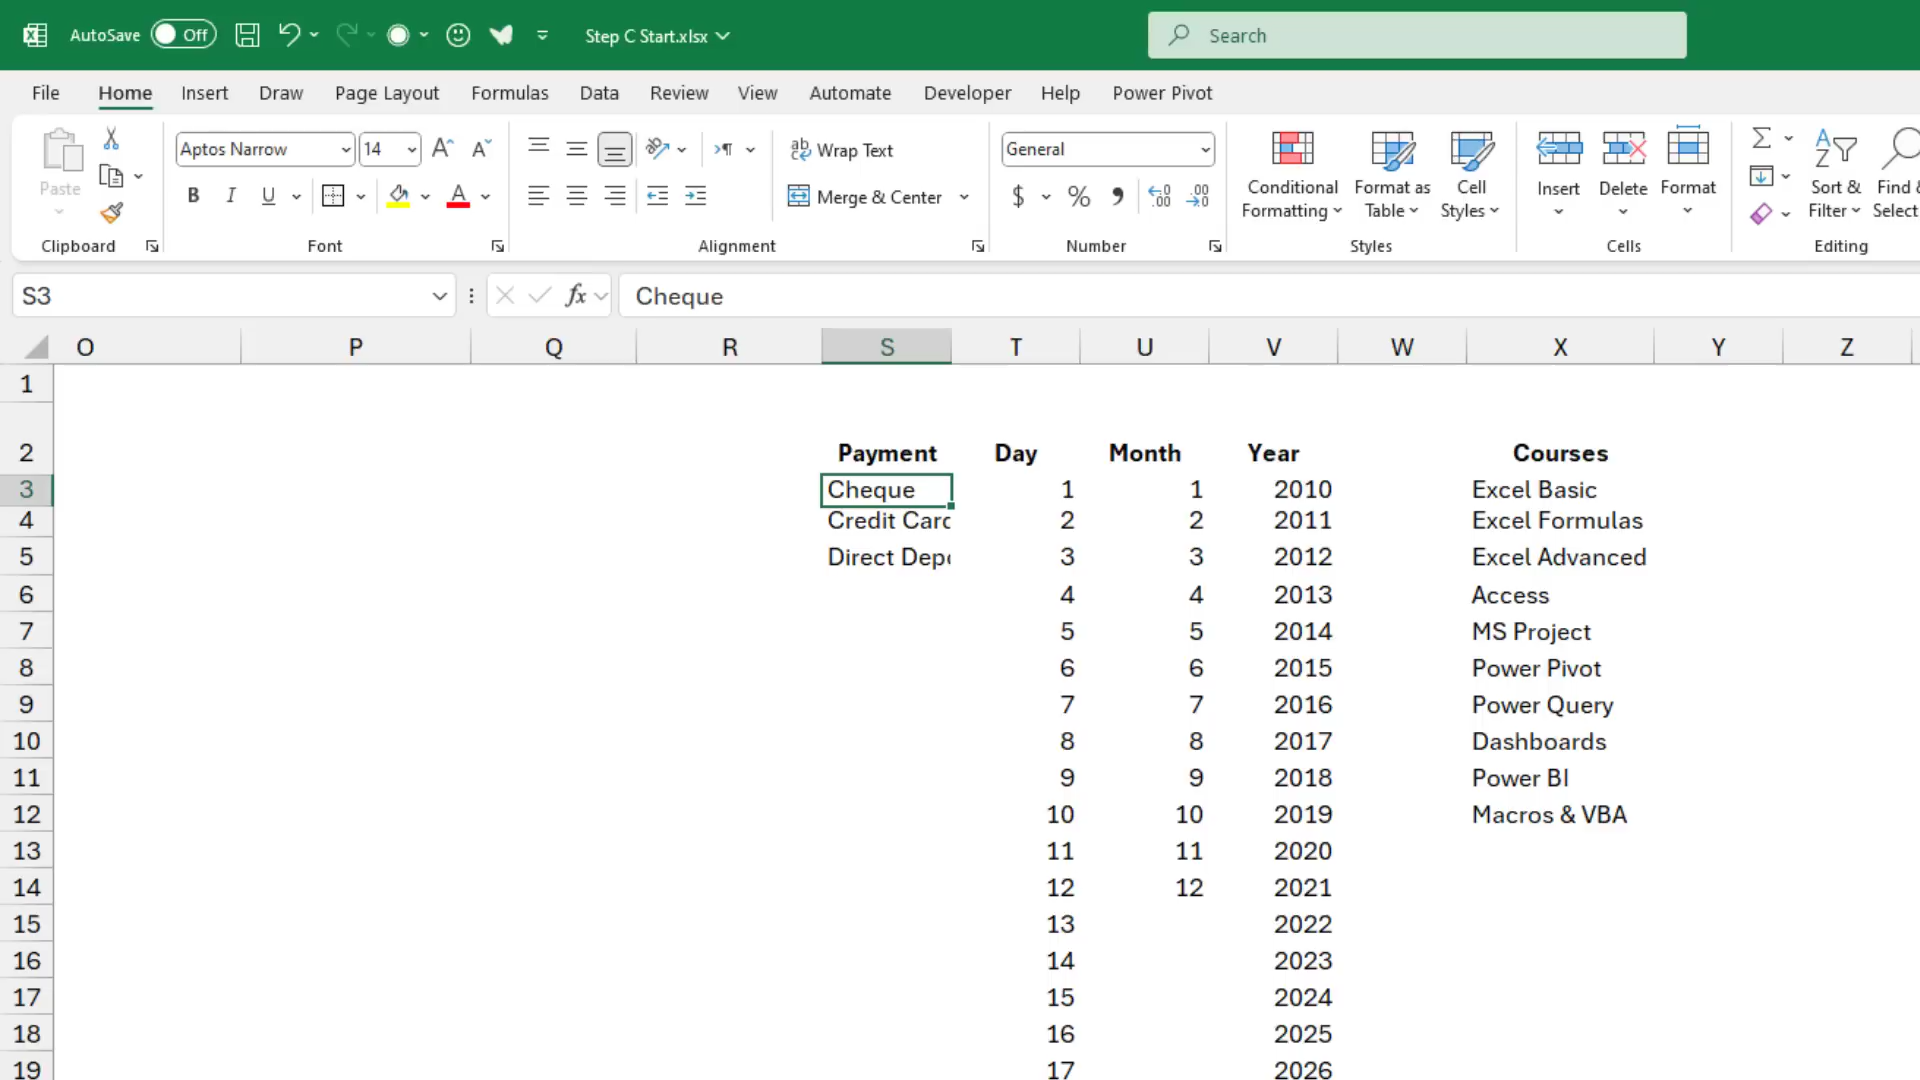 AutoSave Off Step C Start.xlsx Search
File Home Insert Draw Page Layout Formulas Data Review View Automate Developer Help Power Pivot
Paste
Clipboard
Aptos Narrow 14
B I U A
Font
Wrap Text
Merge & Center
Alignment
General
$ % 9
Number
Conditional Formatting
Format as Table
Cell Styles
Styles
Insert Delete Format
Cells
Sort & Filter
Find & Select
Editing
S3 fx Cheque
O P Q R S T U V W X Y Z
1
2 Payment Day Month Year Courses
3 Cheque 1 1 2010 Excel Basic
4 Credit Card 2 2 2011 Excel Formulas
5 Direct Depo 3 3 2012 Excel Advanced
6 4 4 2013 Access
7 5 5 2014 MS Project
8 6 6 2015 Power Pivot
9 7 7 2016 Power Query
10 8 8 2017 Dashboards
11 9 9 2018 Power BI
12 10 10 2019 Macros & VBA
13 11 11 2020
14 12 12 2021
15 13 2022
16 14 2023
17 15 2024
18 16 2025
19 17 2026